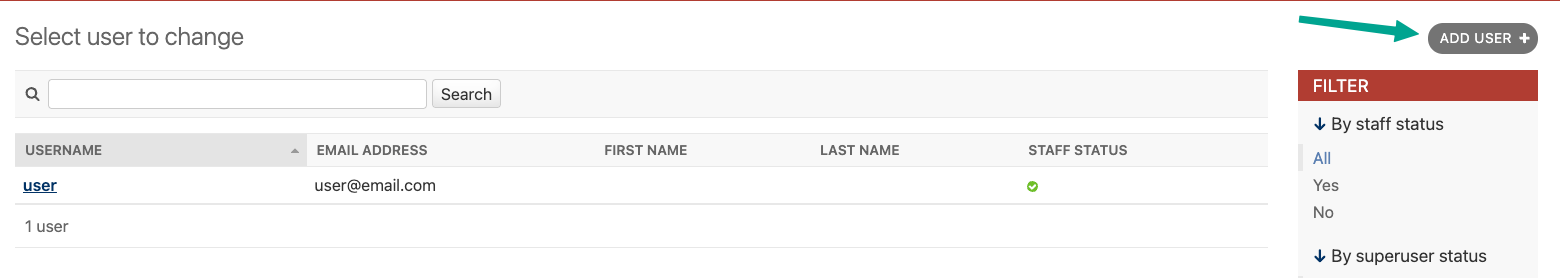 Select user to change
ADD USER +
Search
FILTER
By staff status
All
Yes
No
By superuser status
USERNAME EMAIL ADDRESS FIRST NAME LAST NAME STAFF STATUS
user user@email.com
1 user